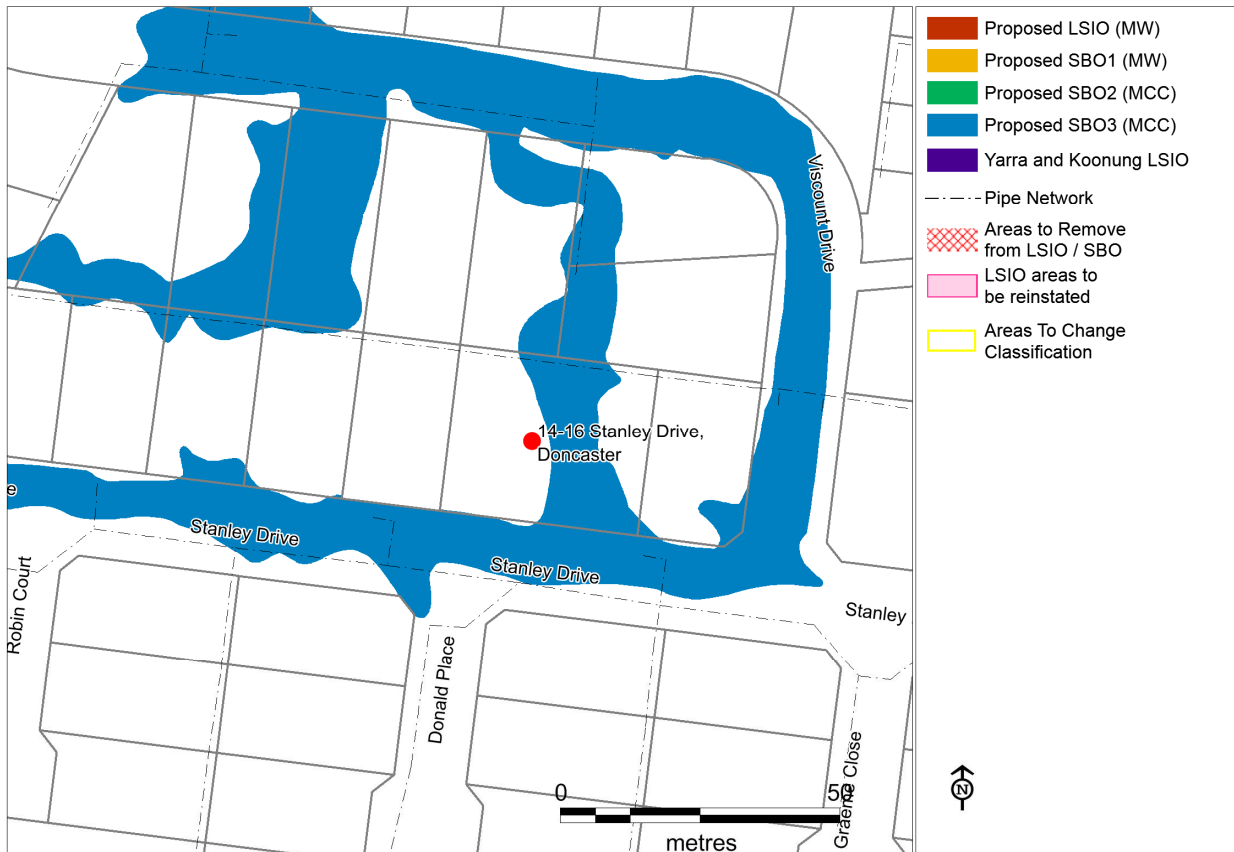 Proposed LSIO (MW)
Proposed SBO1 (MW)
Proposed SBO2 (MCC)
Proposed SBO3 (MCC)
Yarra and Koonung LSIO
Pipe Network
Areas to Remove
from LSIO / SBO
LSIO areas to
be reinstated
Areas To Change
Classification
Viscount Drive
14-16 Stanley Drive,
Doncaster
e
Stanley Drive
Stanley Drive
Stanley
Robin Court
Donald Place
Graeme Close
0
50
metres
N